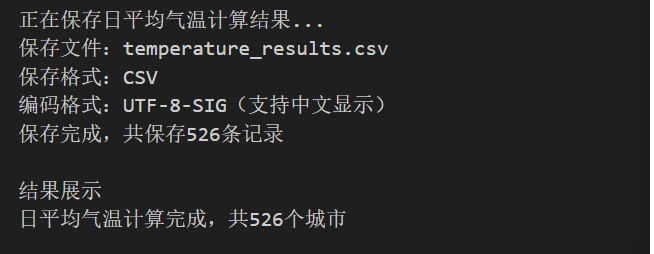 正在保存日平均气温计算结果...
保存文件：temperature_results.csv
保存格式：CSV
编码格式：UTF-8-SIG（支持中文显示）
保存完成，共保存526条记录
结果展示
日平均气温计算完成，共526个城市